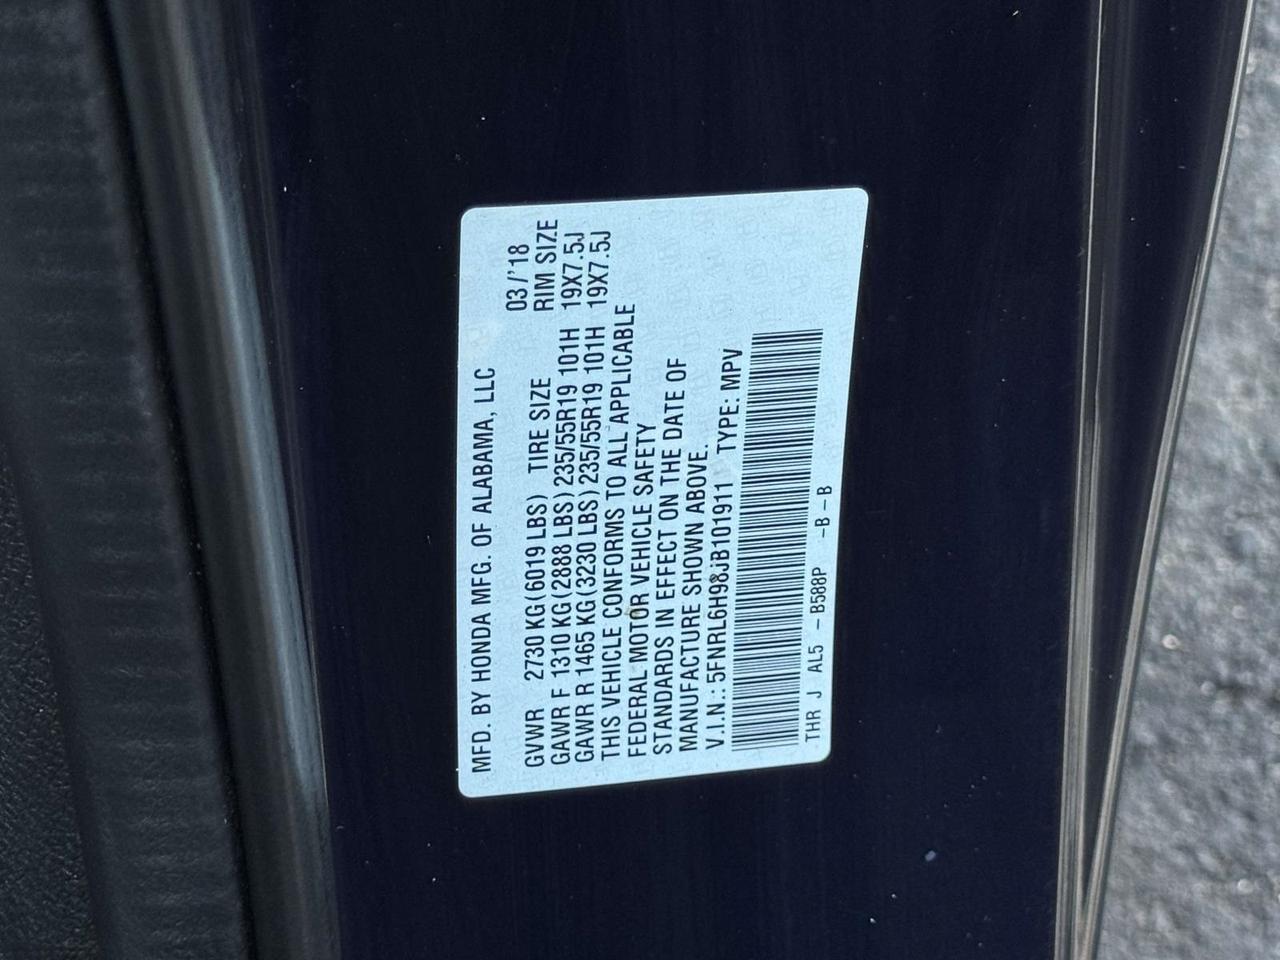 MFD. BY HONDA MFG. OF ALABAMA, LLC
03/'18
GVWR 2730 KG(6019 LBS) TIRE SIZE RIM SIZE
GAWR F 1310 KG(2888 LBS)235/55R19 101H 19X7.5J
GAWR R 1465 KG(3230 LBS)235/55R19 101H 19X7.5J
THIS VEHICLE CONFORMS TO ALL APPLICABLE
FEDERAL MOTOR VEHICLE SAFETY
STANDARDS IN EFFECT ON THE DATE OF
MANUFACTURE SHOWN ABOVE.
V.I.N.: 5FNRL6H98JB101911 TYPE: MPV
THR J AL5 -B588P -B-B